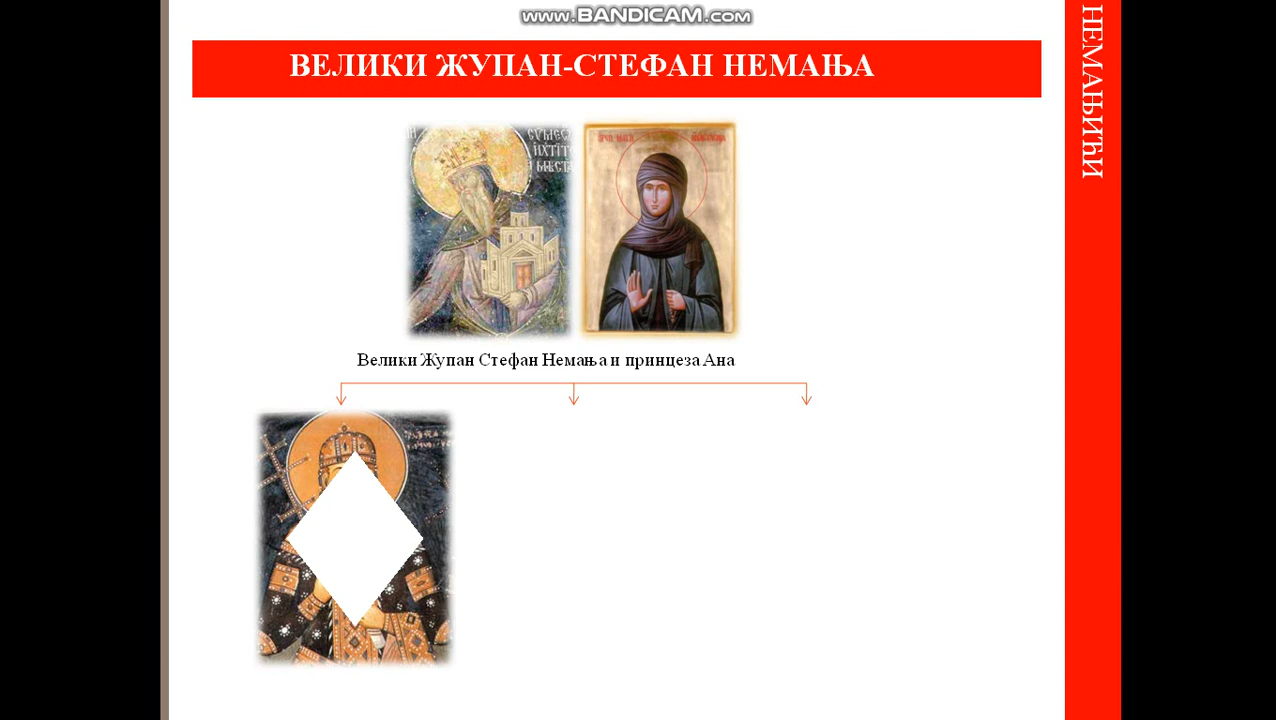 www.BANDICAM.com
ВЕЛИКИ ЖУПАН-СТЕФАН НЕМАЊА
НЕМАЊИЋИ
Велики Жупан Стефан Немања и принцеза Ана